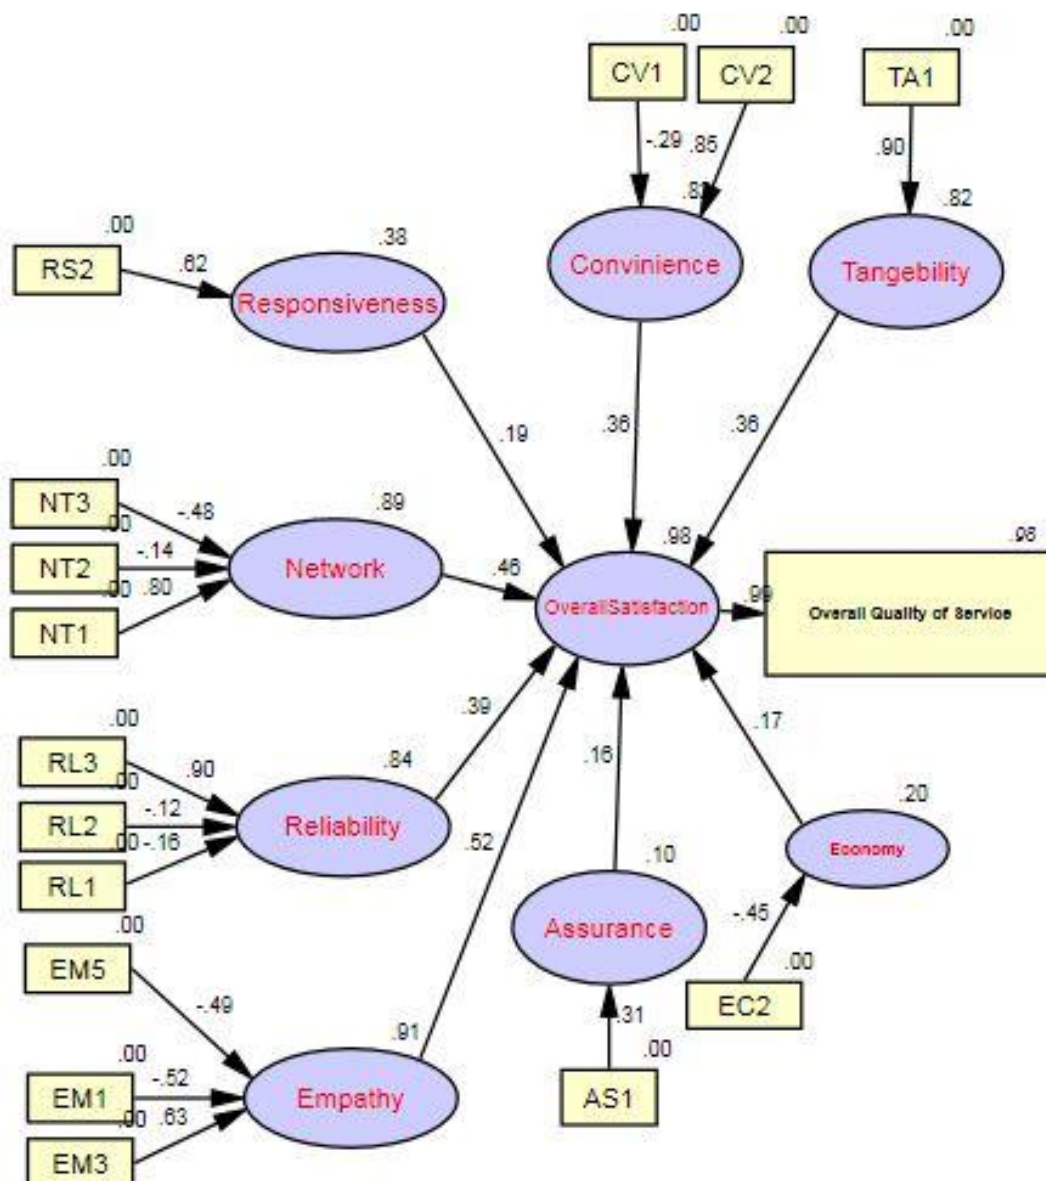 .00
.00
.00
CV1
CV2
TA1
-.29
.85
.90
.82
.00
.38
RS2
.62
Responsiveness
Convinience
Tangebility
.19
.36
.36
.00
NT3
-.48
.89
.00
NT2
-.14
Network
.46
.00
.80
NT1
.98
OverallSatisfaction
.99
.98
Overall Quality of Service
.00
RL3
.90
.84
.39
.00
RL2
-.12
Reliability
.00
-.16
RL1
.16
.17
.20
Economy
.52
.10
Assurance
-.45
.00
EC2
.31
.00
AS1
.00
EM5
-.49
.91
.00
EM1
-.52
Empathy
.00
.63
EM3